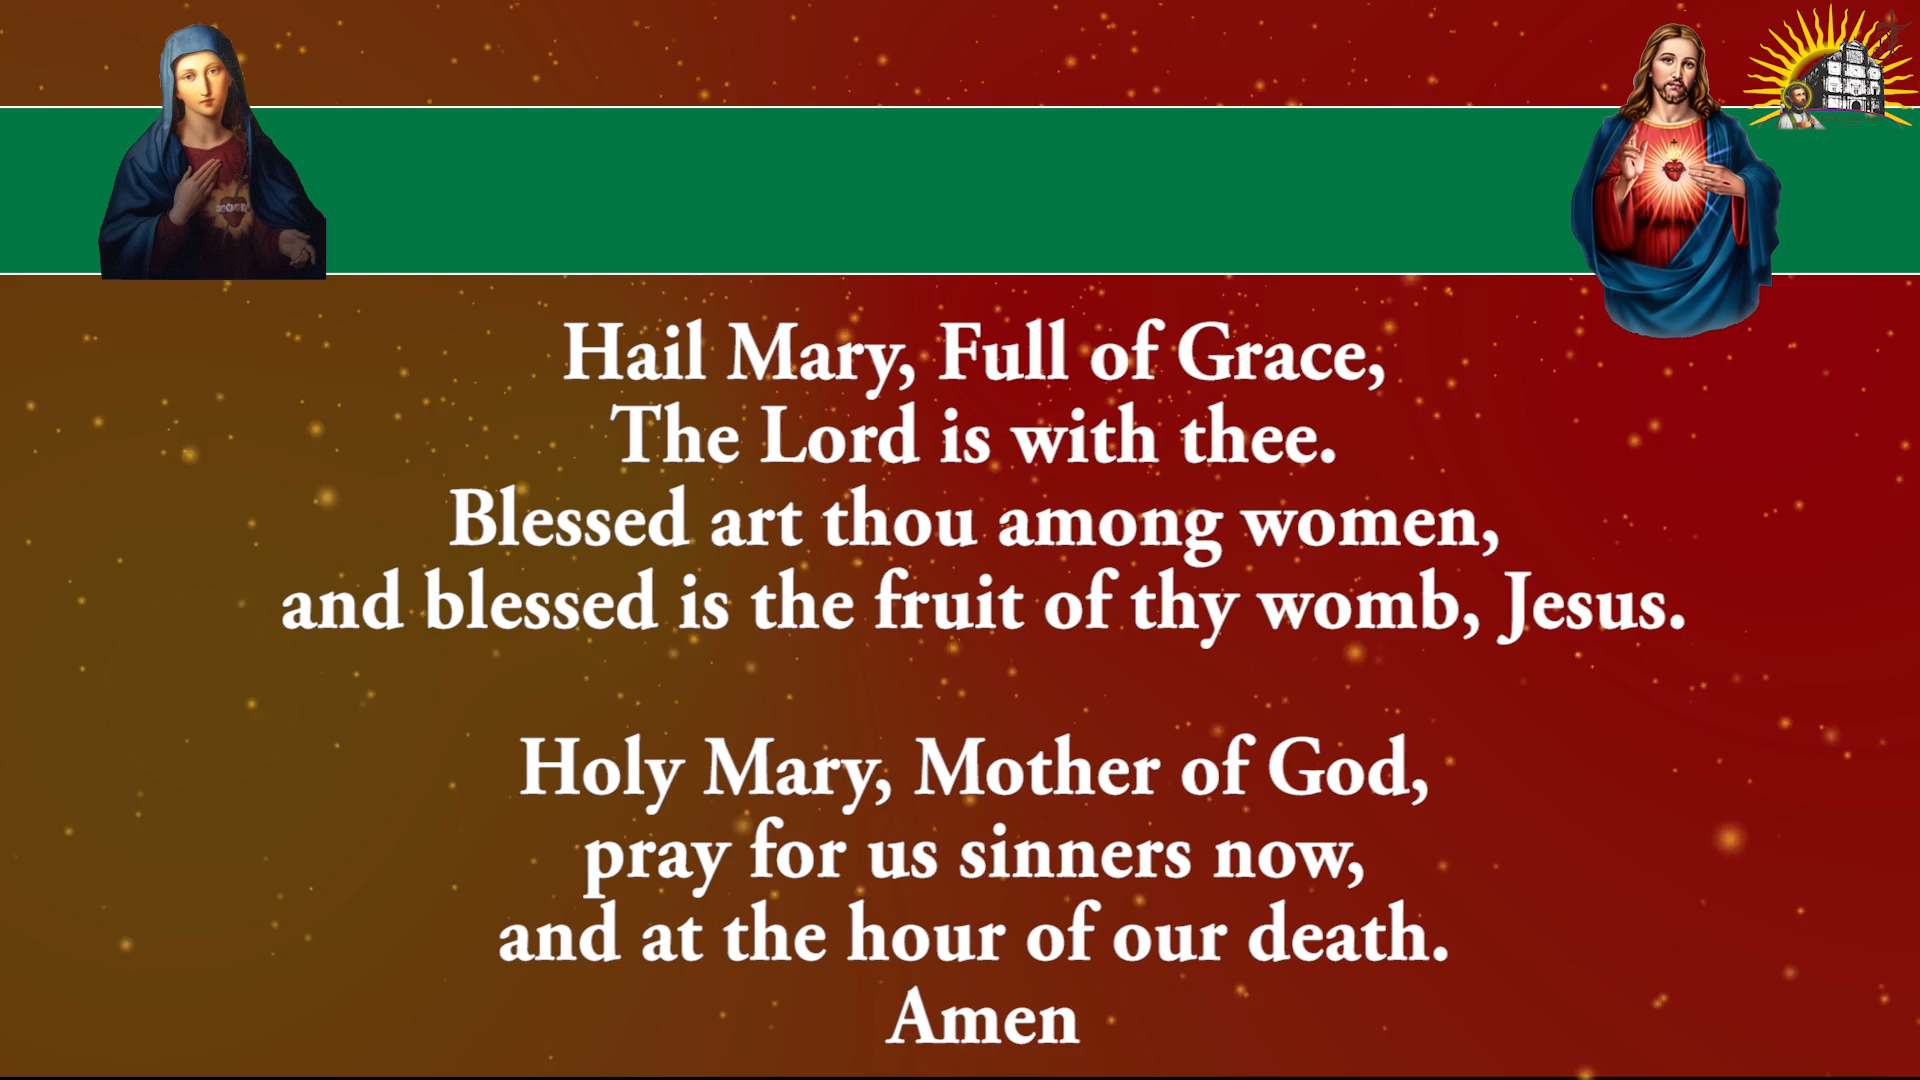 Hail Mary, Full of Grace,
The Lord is with thee.
Blessed art thou among women,
and blessed is the fruit of thy womb, Jesus.
Holy Mary, Mother of God,
pray for us sinners now,
and at the hour of our death.
Amen